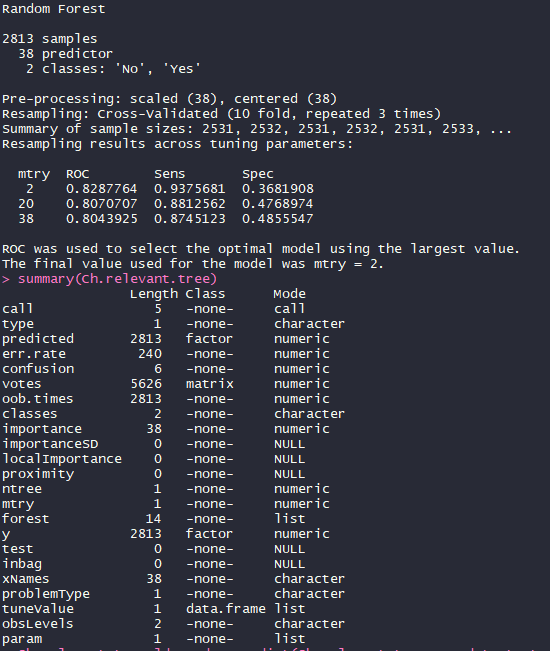 Random Forest
2813 samples
38 predictor
2 classes: 'No', 'Yes'
Pre-processing: scaled (38), centered (38)
Resampling: Cross-Validated (10 fold, repeated 3 times)
Summary of sample sizes: 2531, 2532, 2531, 2532, 2531, 2533, ...
Resampling results across tuning parameters:
mtry ROC Sens Spec
2 0.8287764 0.9375681 0.3681908
20 0.8070707 0.8812562 0.4768974
38 0.8043925 0.8745123 0.4855547
ROC was used to select the optimal model using the largest value.
The final value used for the model was mtry = 2.
> summary(Ch.relevant.tree)
Length Class Mode
call 5 -none- call
type 1 -none- character
predicted 2813 factor numeric
err.rate 240 -none- numeric
confusion 6 -none- numeric
votes 5626 matrix numeric
oob.times 2813 -none- numeric
classes 2 -none- character
importance 38 -none- numeric
importanceSD 0 -none- NULL
localImportance 0 -none- NULL
proximity 0 -none- NULL
ntree 1 -none- numeric
mtry 1 -none- numeric
forest 14 -none- list
y 2813 factor numeric
test 0 -none- NULL
inbag 0 -none- NULL
xNames 38 -none- character
problemType 1 -none- character
tuneValue 1 data.frame list
obsLevels 2 -none- character
param 1 -none- list